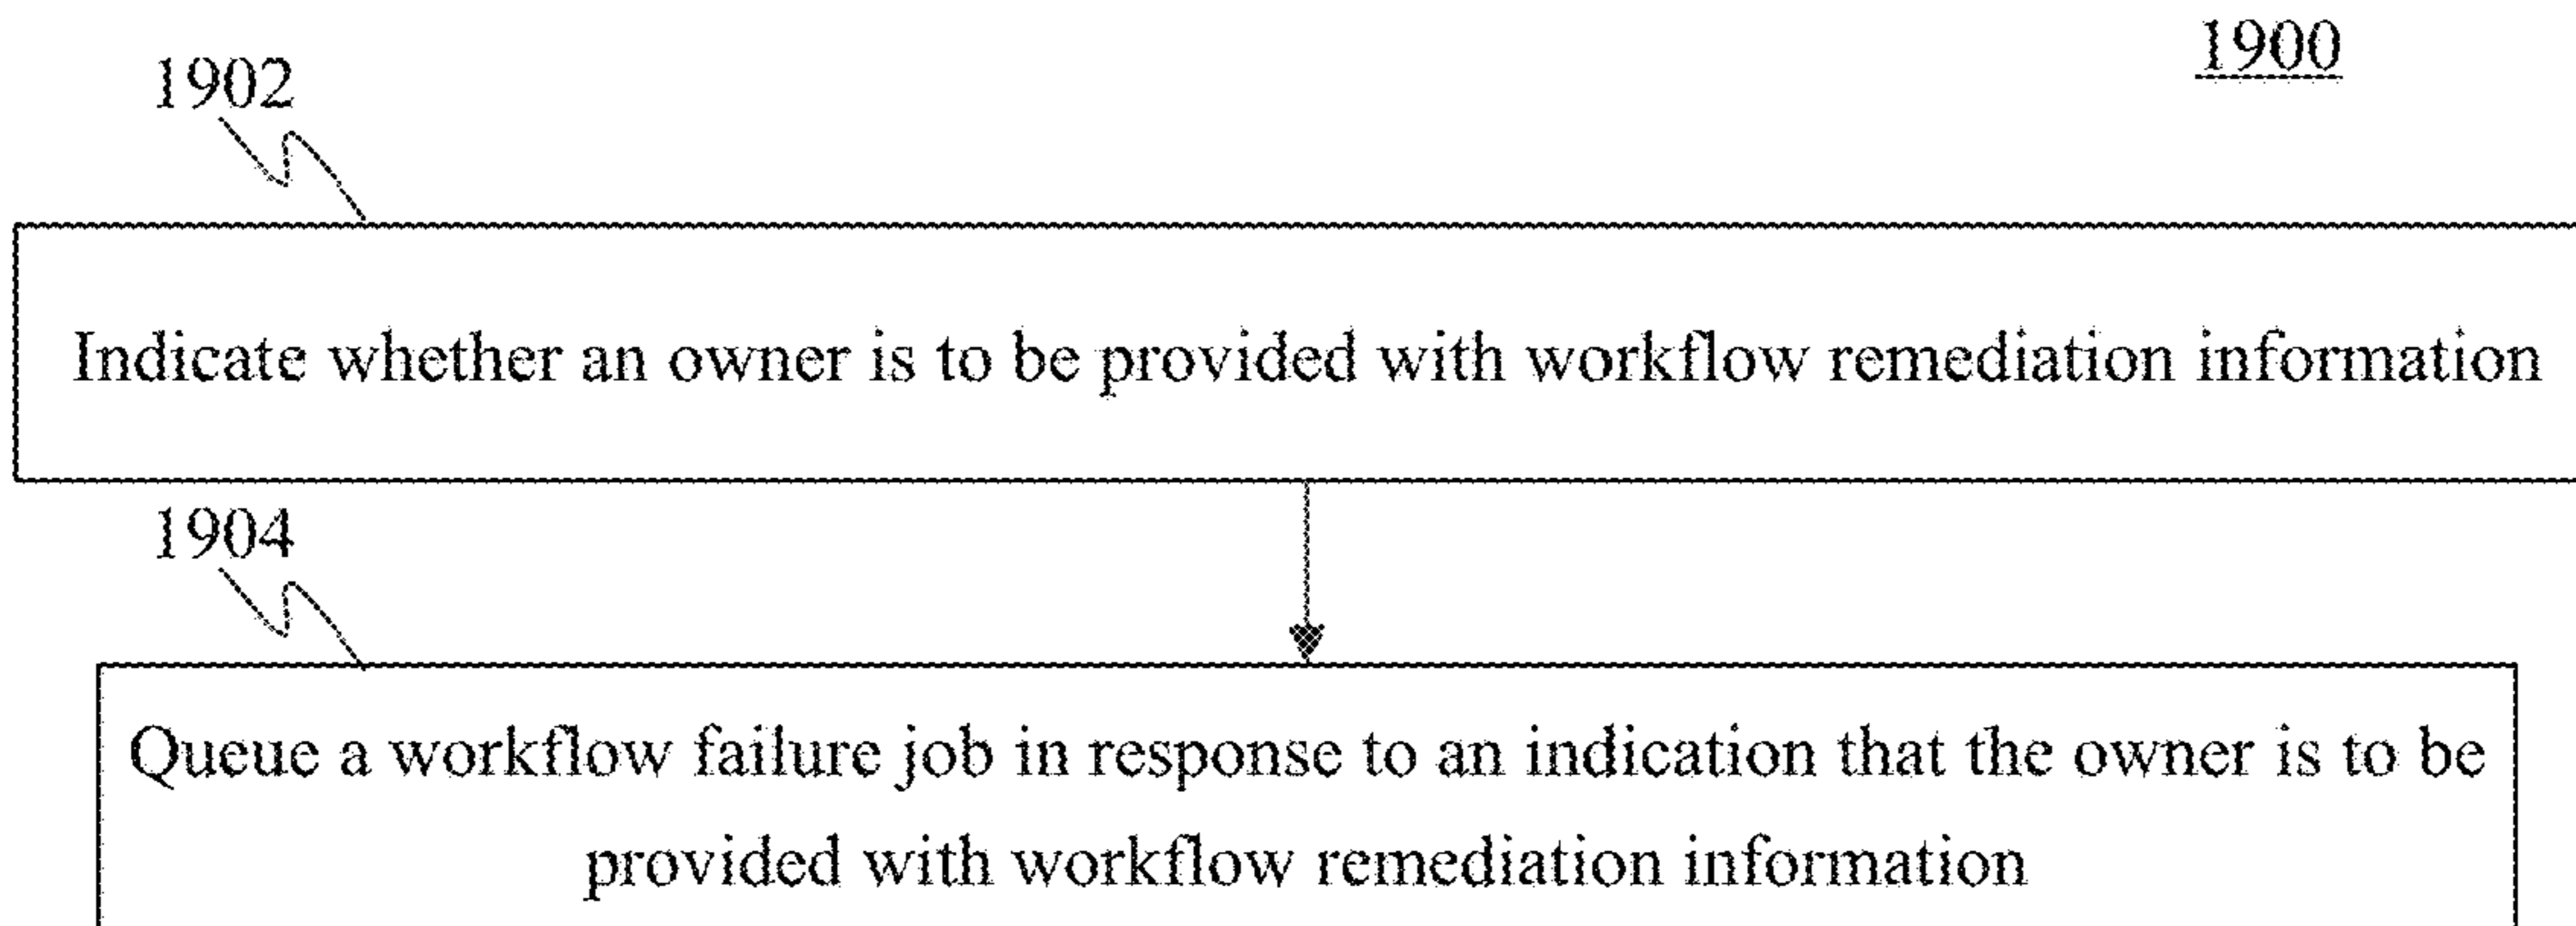 1900
1902
Indicate whether an owner is to be provided with workflow remediation information
1904
Queue a workflow failure job in response to an indication that the owner is to be
provided with workflow remediation information